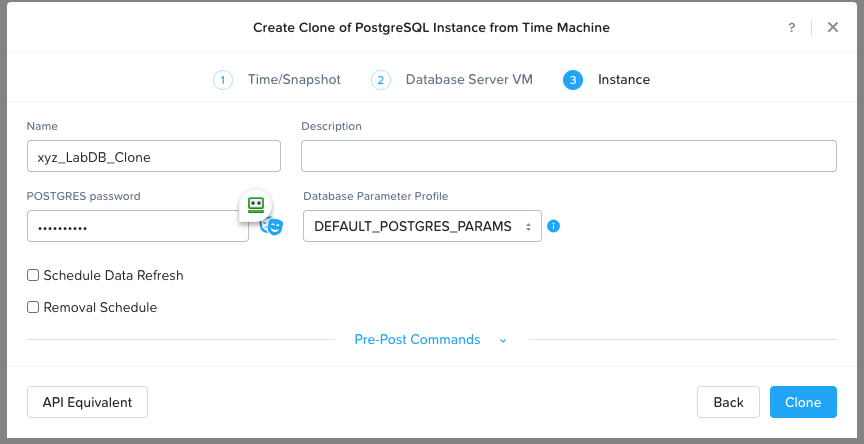 Create Clone of PostgreSQL Instance from Time Machine
?
1 Time/Snapshot 2 Database Server VM 3 Instance
Name Description
xyz_LabDB_Clone
POSTGRES password Database Parameter Profile
•••••••••• DEFAULT_POSTGRES_PARAMS
Schedule Data Refresh
Removal Schedule
Pre-Post Commands
API Equivalent Back Clone